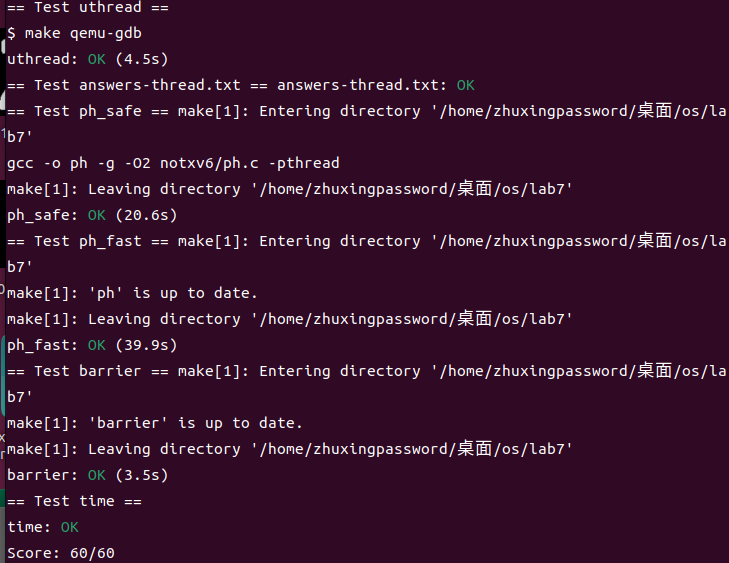 == Test uthread ==
$ make qemu-gdb
uthread: OK (4.5s)
== Test answers-thread.txt == answers-thread.txt: OK
== Test ph_safe == make[1]: Entering directory '/home/zhuxingpassword/桌面/os/la
b7'
gcc -o ph -g -O2 notxv6/ph.c -pthread
make[1]: Leaving directory '/home/zhuxingpassword/桌面/os/lab7'
ph_safe: OK (20.6s)
== Test ph_fast == make[1]: Entering directory '/home/zhuxingpassword/桌面/os/la
b7'
make[1]: 'ph' is up to date.
make[1]: Leaving directory '/home/zhuxingpassword/桌面/os/lab7'
ph_fast: OK (39.9s)
== Test barrier == make[1]: Entering directory '/home/zhuxingpassword/桌面/os/la
b7'
make[1]: 'barrier' is up to date.
make[1]: Leaving directory '/home/zhuxingpassword/桌面/os/lab7'
barrier: OK (3.5s)
== Test time ==
time: OK
Score: 60/60